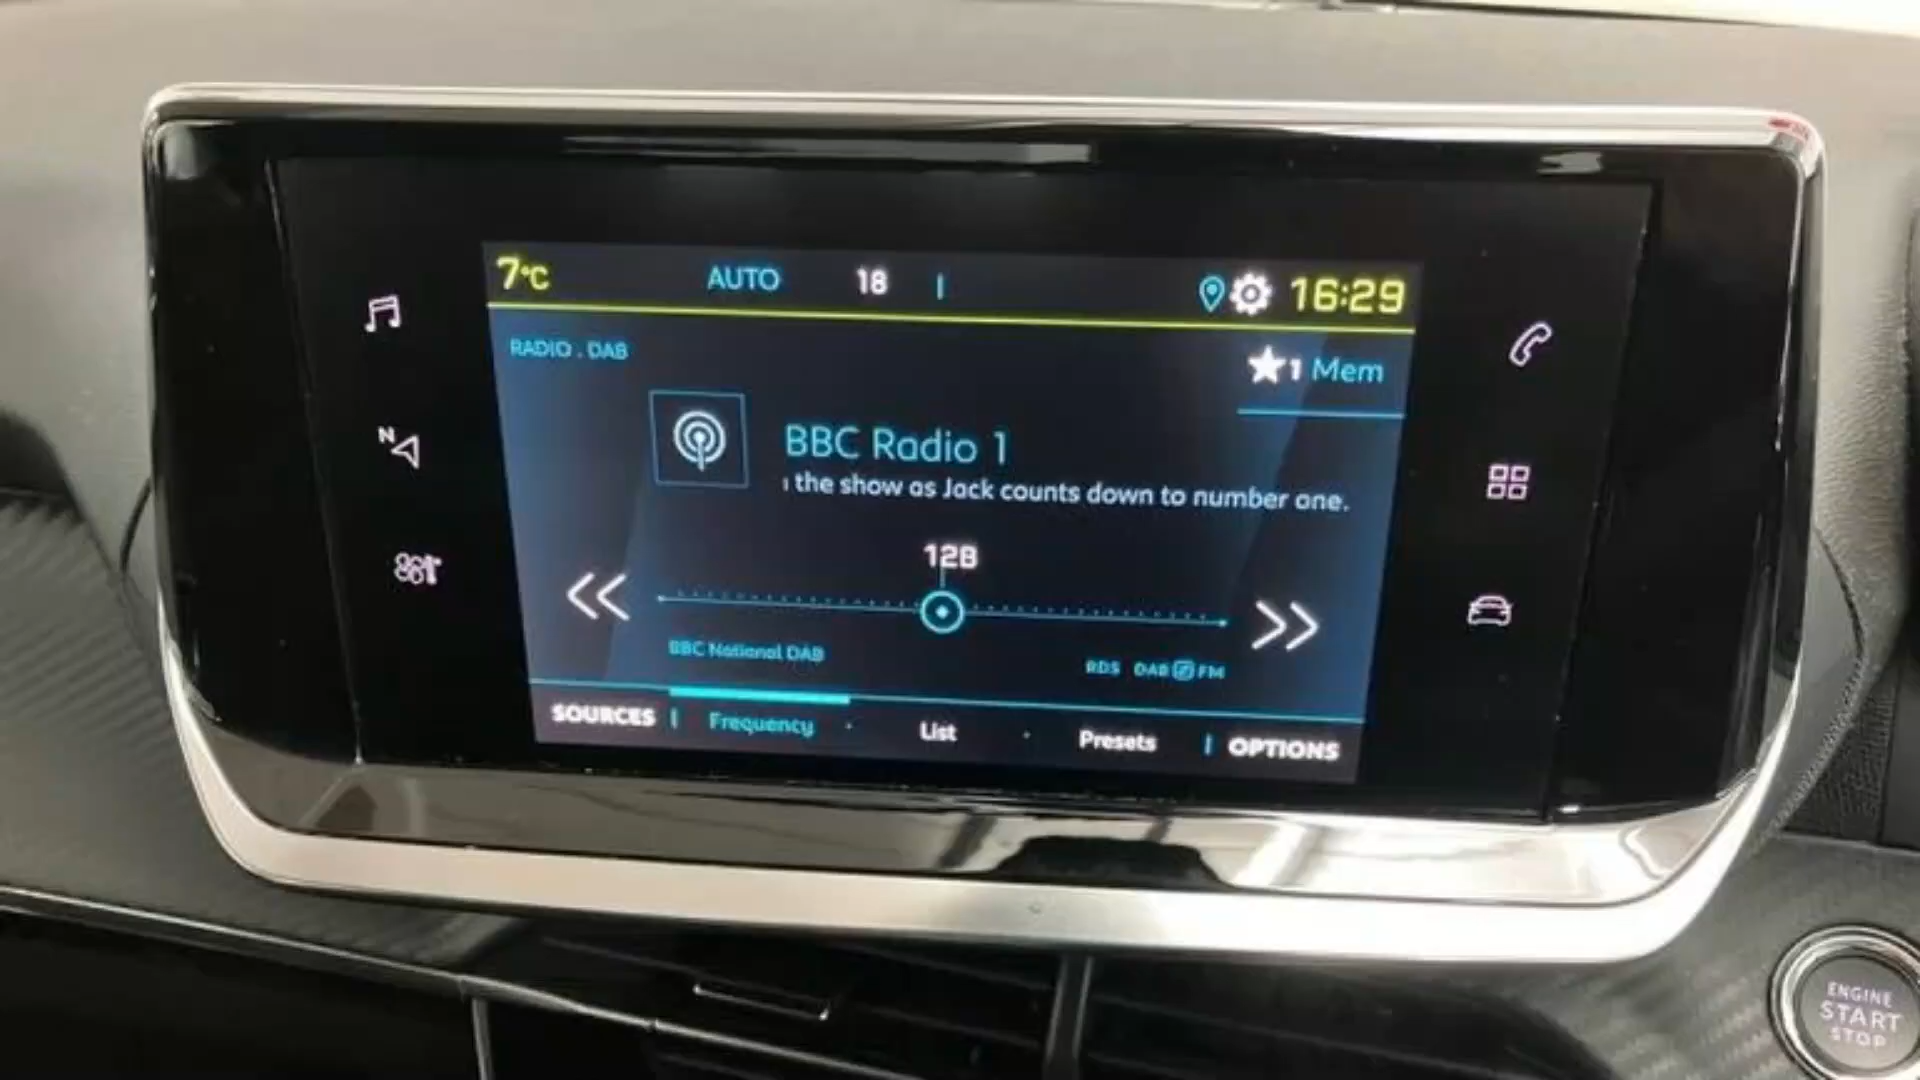 7°C AUTO 18 16:29
RADIO . DAB
1 Mem
BBC Radio 1
the show as Jack counts down to number one.
12B
BBC National DAB
RDS DAB FM
SOURCES Frequency · List · Presets OPTIONS
N
ENGINE
START
STOP